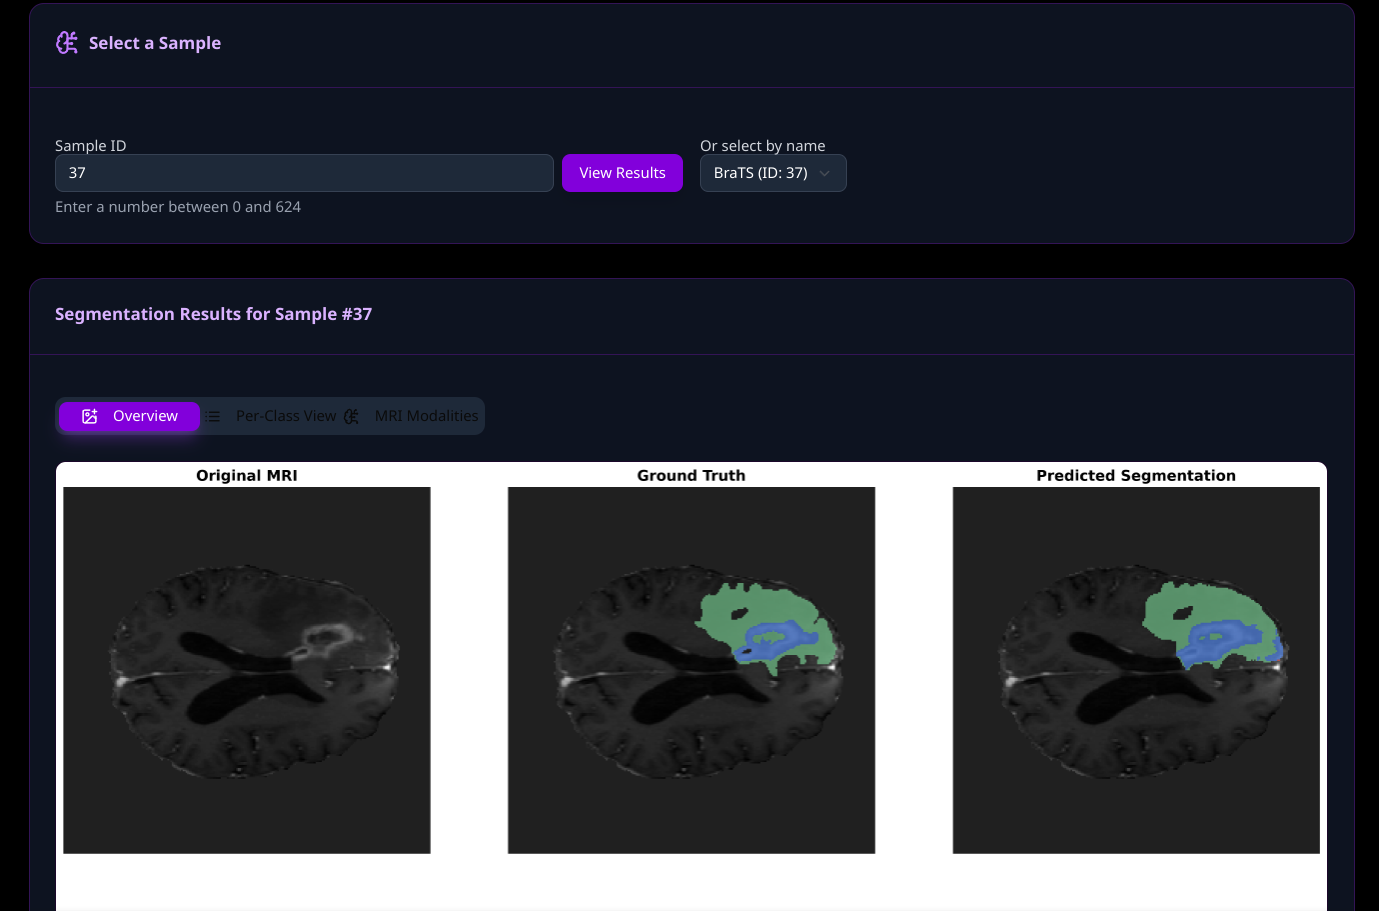 Select a Sample
Sample ID
Or select by name
37
View Results
BraTS (ID: 37)
Enter a number between 0 and 624
Segmentation Results for Sample #37
Overview
Per-Class View
MRI Modalities
Original MRI
Ground Truth
Predicted Segmentation